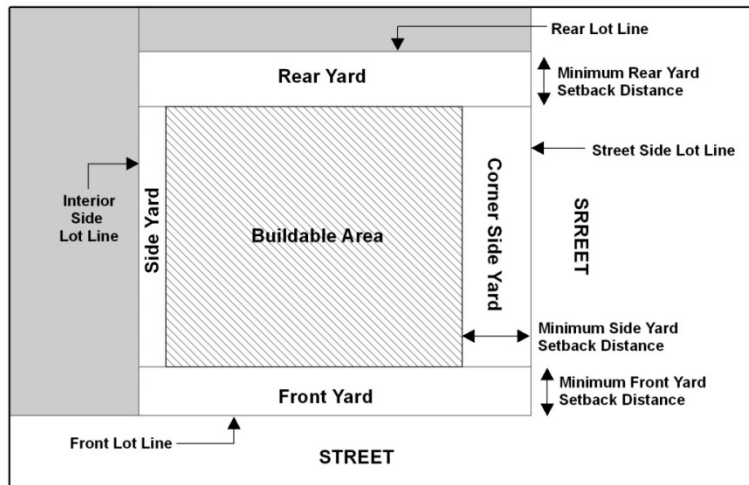 Rear Lot Line
Rear Yard
Minimum Rear Yard
Setback Distance
Street Side Lot Line
Interior
Side
Lot Line
Side Yard
Buildable Area
Corner Side Yard
SRREET
Minimum Side Yard
Setback Distance
Front Yard
Minimum Front Yard
Setback Distance
Front Lot Line
STREET